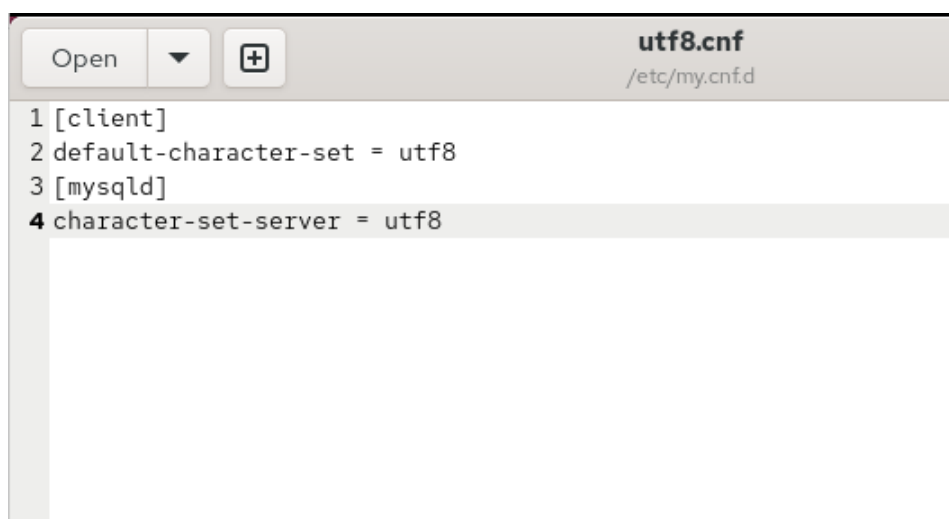 Open
utf8.cnf
/etc/my.cnf.d
1 [client]
2 default-character-set = utf8
3 [mysqld]
4 character-set-server = utf8